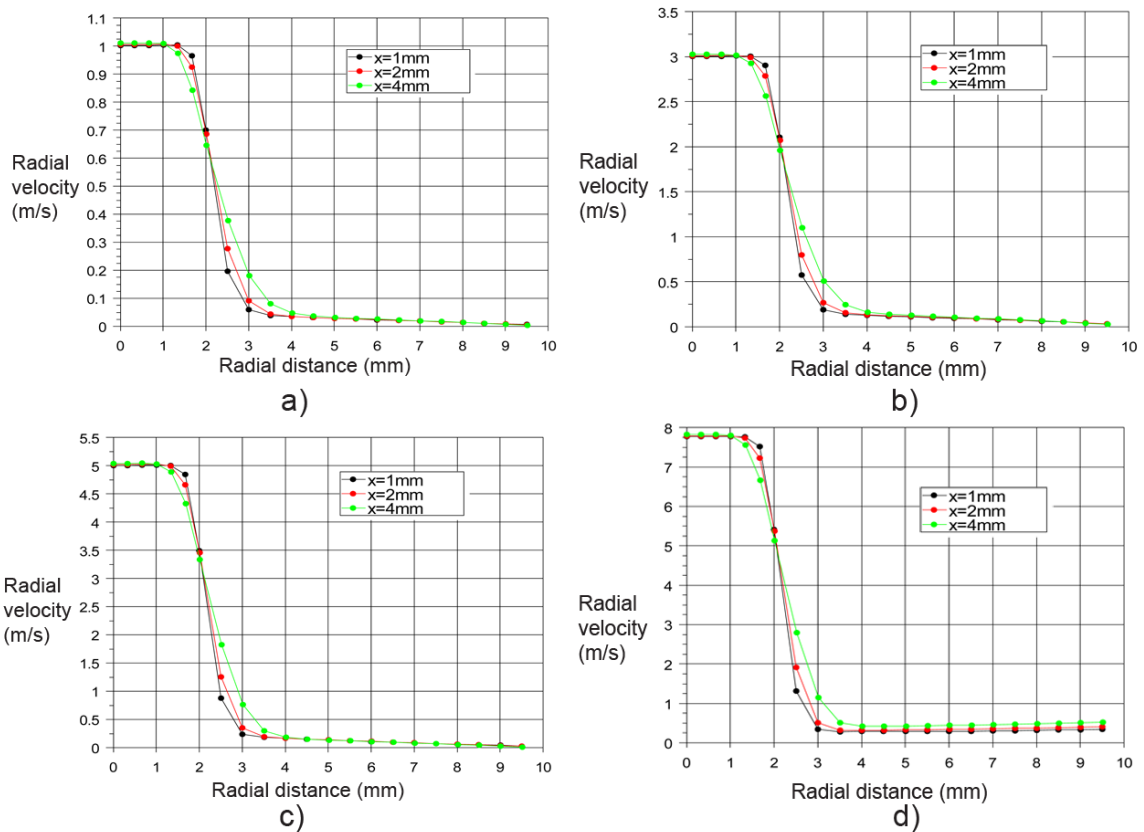 1.1
1
0.9
0.8
0.7
0.6
0.5
0.4
0.3
0.2
0.1
0
x=1mm
x=2mm
x=4mm
Radial
velocity
(m/s)
0 1 2 3 4 5 6 7 8 9 10
Radial distance (mm)
a)
3.5
3
2.5
2
1.5
1
0.5
0
x=1mm
x=2mm
x=4mm
Radial
velocity
(m/s)
0 1 2 3 4 5 6 7 8 9 10
Radial distance (mm)
b)
5.5
5
4.5
4
3.5
3
2.5
2
1.5
1
0.5
0
x=1mm
x=2mm
x=4mm
Radial
velocity
(m/s)
0 1 2 3 4 5 6 7 8 9 10
Radial distance (mm)
c)
8
7
6
5
4
3
2
1
0
x=1mm
x=2mm
x=4mm
Radial
velocity
(m/s)
0 1 2 3 4 5 6 7 8 9 10
Radial distance (mm)
d)